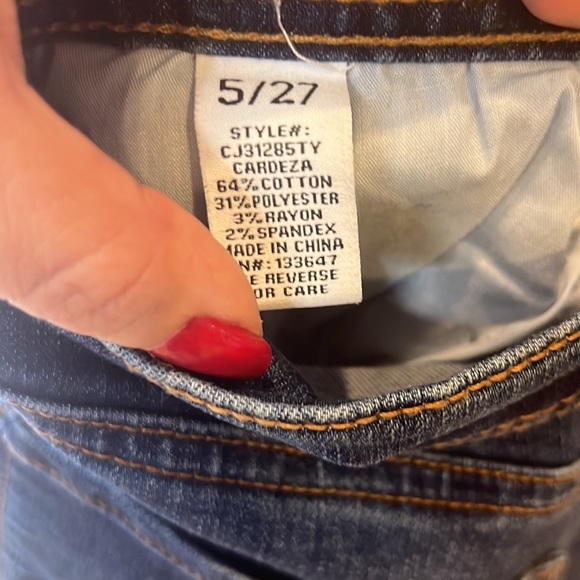 5/27
STYLE#:
CJ31285TY
CARDEZA
64%COTTON
31%POLYESTER
3%RAYON
2%SPANDEX
MADE IN CHINA
N#:133647
E REVERSE
OR CARE